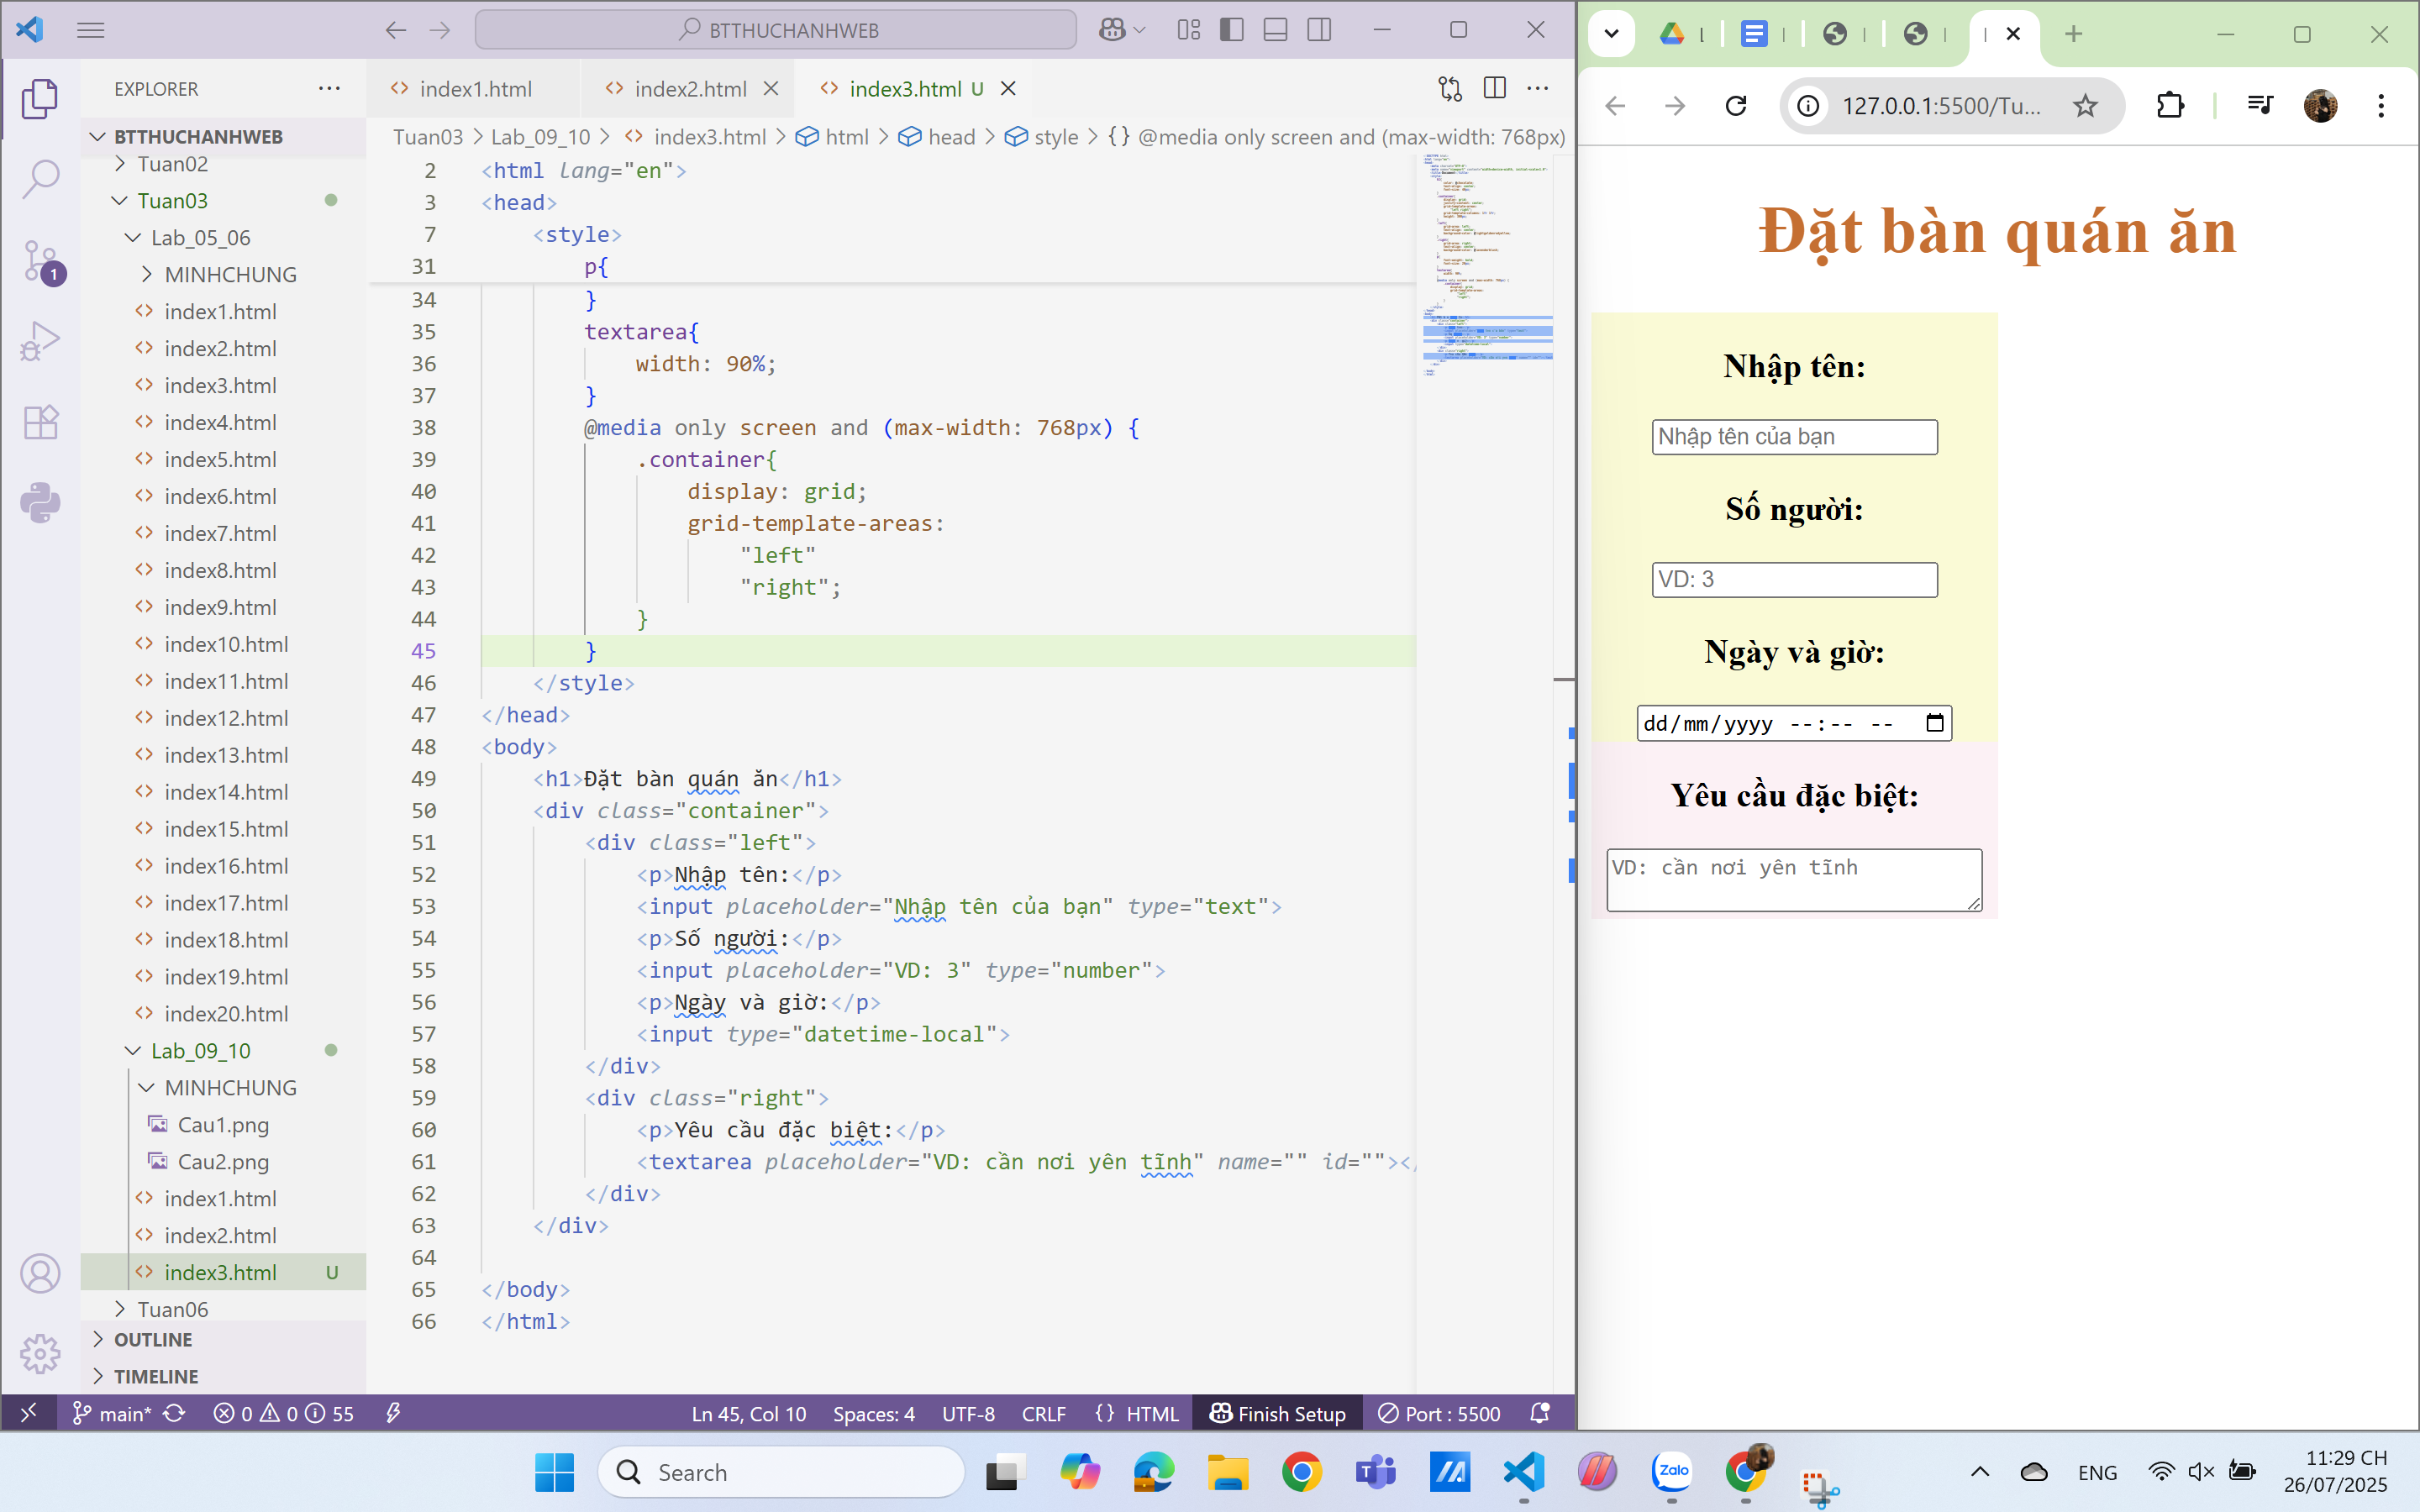 BTTHUCHANHWEB
EXPLORER
index1.html
index2.html
index3.html U
BTTHUCHANHWEB
Tuan03 > Lab_09_10 > index3.html > html > head > style > {} @media only screen and (max-width: 768px)
Tuan02
Tuan03
Lab_05_06
MINHCHUNG
index1.html
index2.html
index3.html
index4.html
index5.html
index6.html
index7.html
index8.html
index9.html
index10.html
index11.html
index12.html
index13.html
index14.html
index15.html
index16.html
index17.html
index18.html
index19.html
index20.html
Lab_09_10
MINHCHUNG
Cau1.png
Cau2.png
index1.html
index2.html
index3.html U
Tuan06
OUTLINE
TIMELINE
1
2 <html lang="en">
3 <head>
7 <style>
31 p{
34 }
35 textarea{
36 width: 90%;
37 }
38 @media only screen and (max-width: 768px) {
39 .container{
40 display: grid;
41 grid-template-areas:
42 "left"
43 "right";
44 }
45 }
46 </style>
47 </head>
48 <body>
49 <h1>Đặt bàn quán ăn</h1>
50 <div class="container">
51 <div class="left">
52 <p>Nhập tên:</p>
53 <input placeholder="Nhập tên của bạn" type="text">
54 <p>Số người:</p>
55 <input placeholder="VD: 3" type="number">
56 <p>Ngày và giờ:</p>
57 <input type="datetime-local">
58 </div>
59 <div class="right">
60 <p>Yêu cầu đặc biệt:</p>
61 <textarea placeholder="VD: cần nơi yên tĩnh" name="" id=""></
62 </div>
63 </div>
64
65 </body>
66 </html>
main* 0 0 55
Ln 45, Col 10 Spaces: 4 UTF-8 CRLF {} HTML Finish Setup Port : 5500
127.0.0.1:5500/Tu...
Đặt bàn quán ăn
Nhập tên:
Nhập tên của bạn
Số người:
VD: 3
Ngày và giờ:
dd/mm/yyyy --:-- --
Yêu cầu đặc biệt:
VD: cần nơi yên tĩnh
Search
Zalo
ENG
11:29 CH
26/07/2025